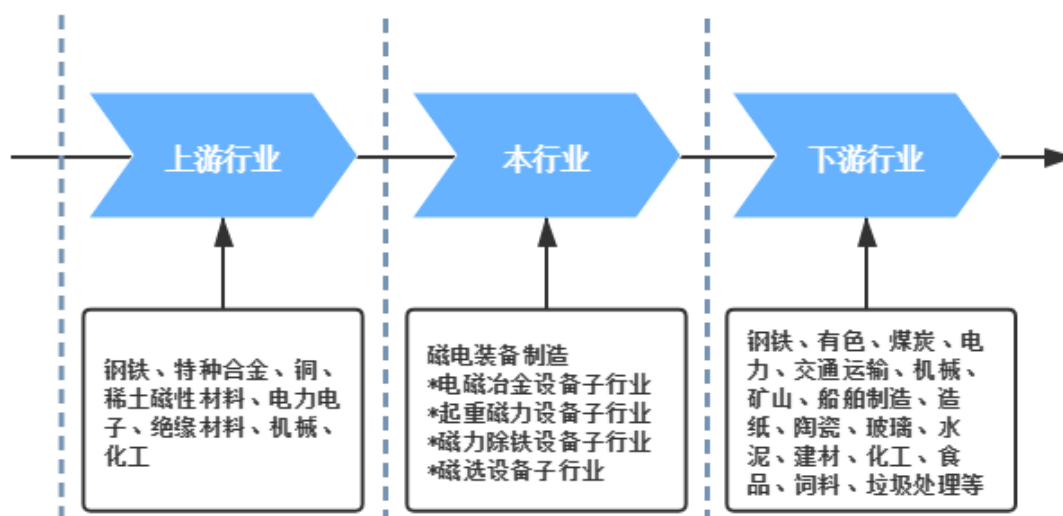 上游行业
本行业
下游行业
钢铁、特种合金、铜、
稀土磁性材料、电力电
子、绝缘材料、机械、
化工
磁电装备制造
*电磁冶金设备子行业
*起重磁力设备子行业
*磁力除铁设备子行业
*磁选设备子行业
钢铁、有色、煤炭、电
力、交通运输、机械、
矿山、船舶制造、造
纸、陶瓷、玻璃、水
泥、建材、化工、食
品、饲料、垃圾处理等